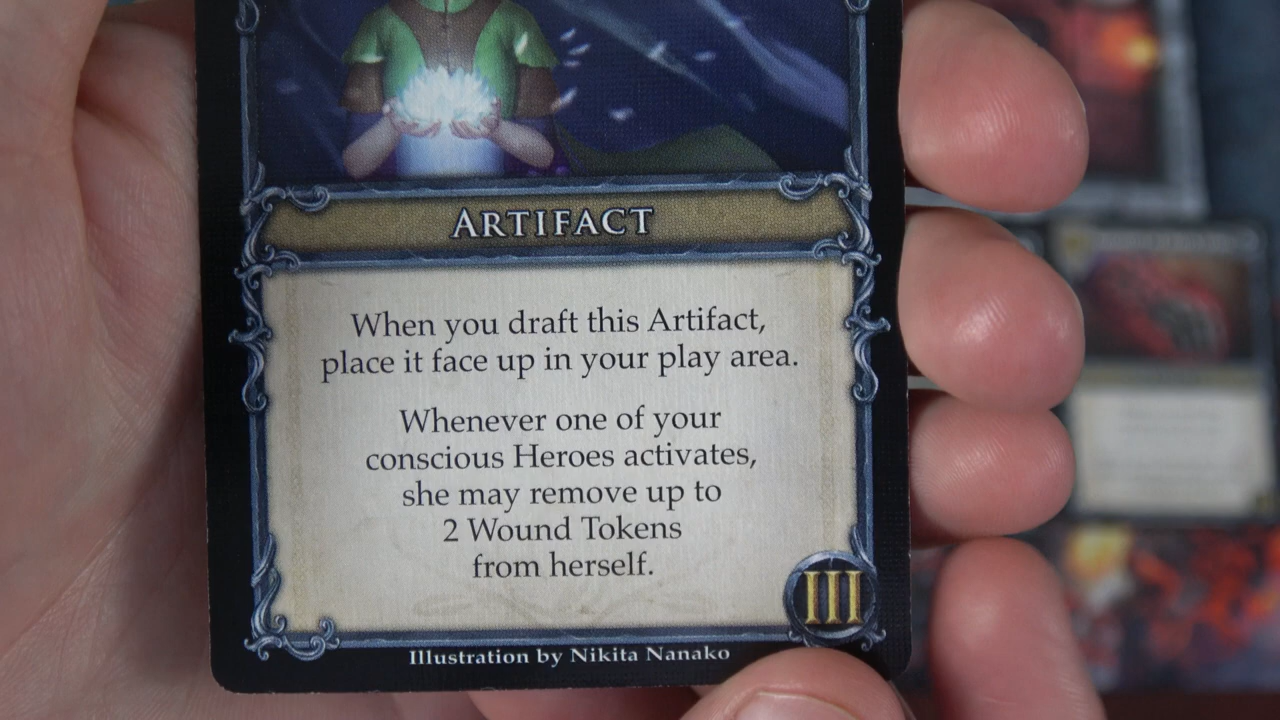 ARTIFACT
When you draft this Artifact,
place it face up in your play area.
Whenever one of your
conscious Heroes activates,
she may remove up to
2 Wound Tokens
from herself.
III
Illustration by Nikita Nanako